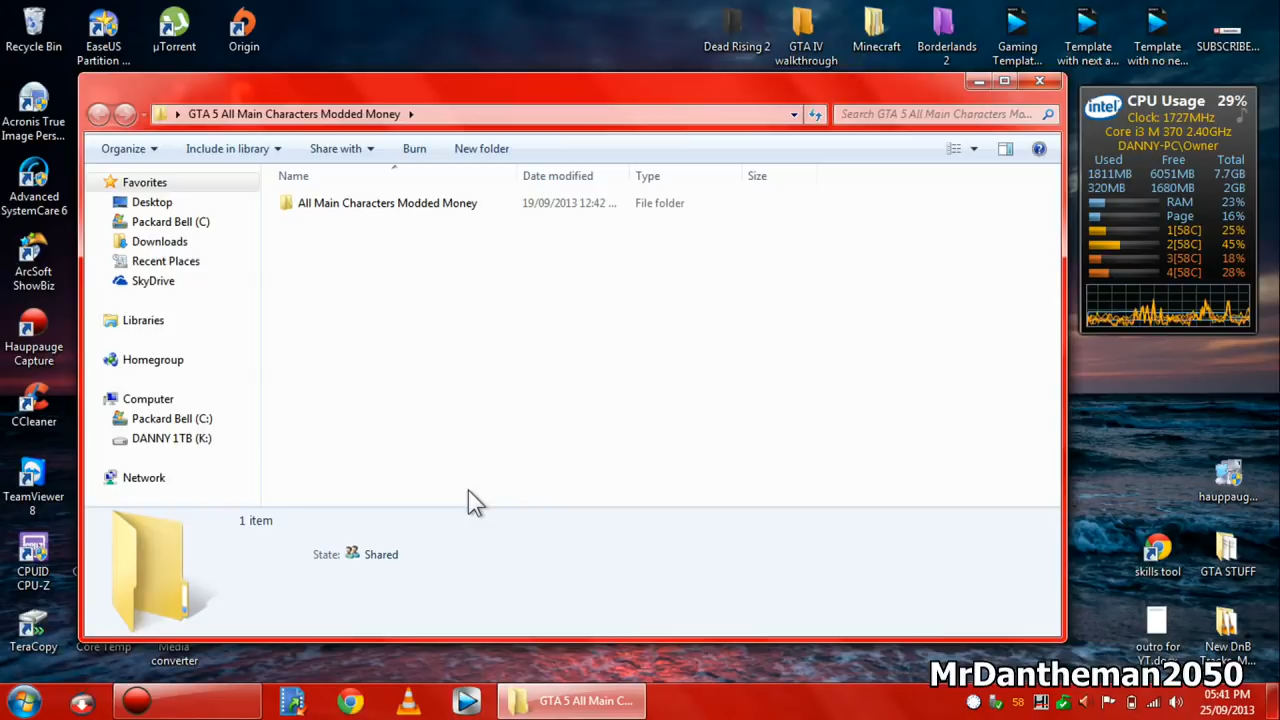 Recycle Bin
EaseUS
Partition ...
µTorrent
Origin
Dead Rising 2
GTA IV
walkthrough
Minecraft
Borderlands
2
Gaming
Templat...
Template
with next a...
Template
with no ne...
SUBSCRIBE...
Acronis True
Image Pers...
Advanced
SystemCare 6
ArcSoft
ShowBiz
Hauppauge
Capture
CCleaner
TeamViewer
8
CPUID
CPU-Z
TeraCopy
Core Temp
Media
converter
GTA 5 All Main Characters Modded Money
Search GTA 5 All Main Characters Mo...
Organize
Include in library
Share with
Burn
New folder
Name
Date modified
Type
Size
All Main Characters Modded Money
19/09/2013 12:42 ...
File folder
Favorites
Desktop
Packard Bell (C)
Downloads
Recent Places
SkyDrive
Libraries
Homegroup
Computer
Packard Bell (C:)
DANNY 1TB (K:)
Network
1 item
State: Shared
intel
CPU Usage 29%
Clock: 1727MHz
Core i3 M 370 2.40GHz
DANNY-PC\Owner
Used Free Total
1811MB 6051MB 7.7GB
320MB 1680MB 2GB
RAM 23%
Page 16%
1[58C] 25%
2[58C] 45%
3[58C] 18%
4[58C] 28%
hauppaug...
skills tool
GTA STUFF
outro for
YT.docx
New DnB
Tracks_M...
MrDantheman2050
GTA 5 All Main C...
58
05:41 PM
25/09/2013